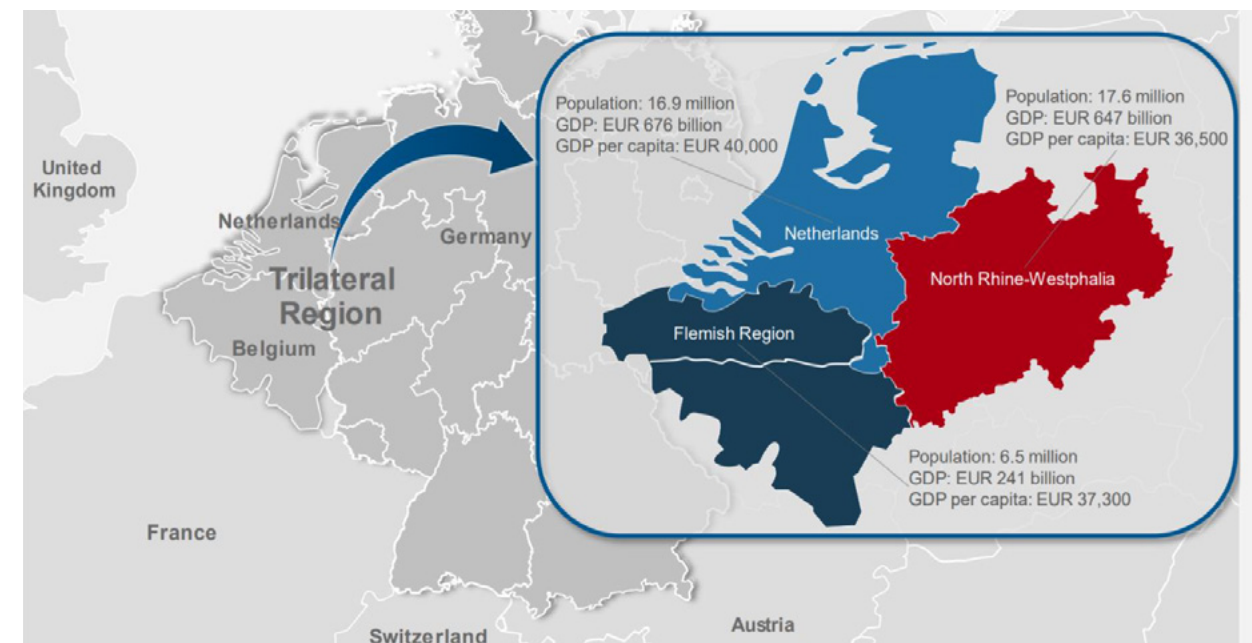 United
Kingdom
Netherlands
Germany
Trilateral
Region
Belgium
France
Switzerland
Austria
Population: 16.9 million
GDP: EUR 676 billion
GDP per capita: EUR 40,000
Population: 17.6 million
GDP: EUR 647 billion
GDP per capita: EUR 36,500
Netherlands
North Rhine-Westphalia
Flemish Region
Population: 6.5 million
GDP: EUR 241 billion
GDP per capita: EUR 37,300